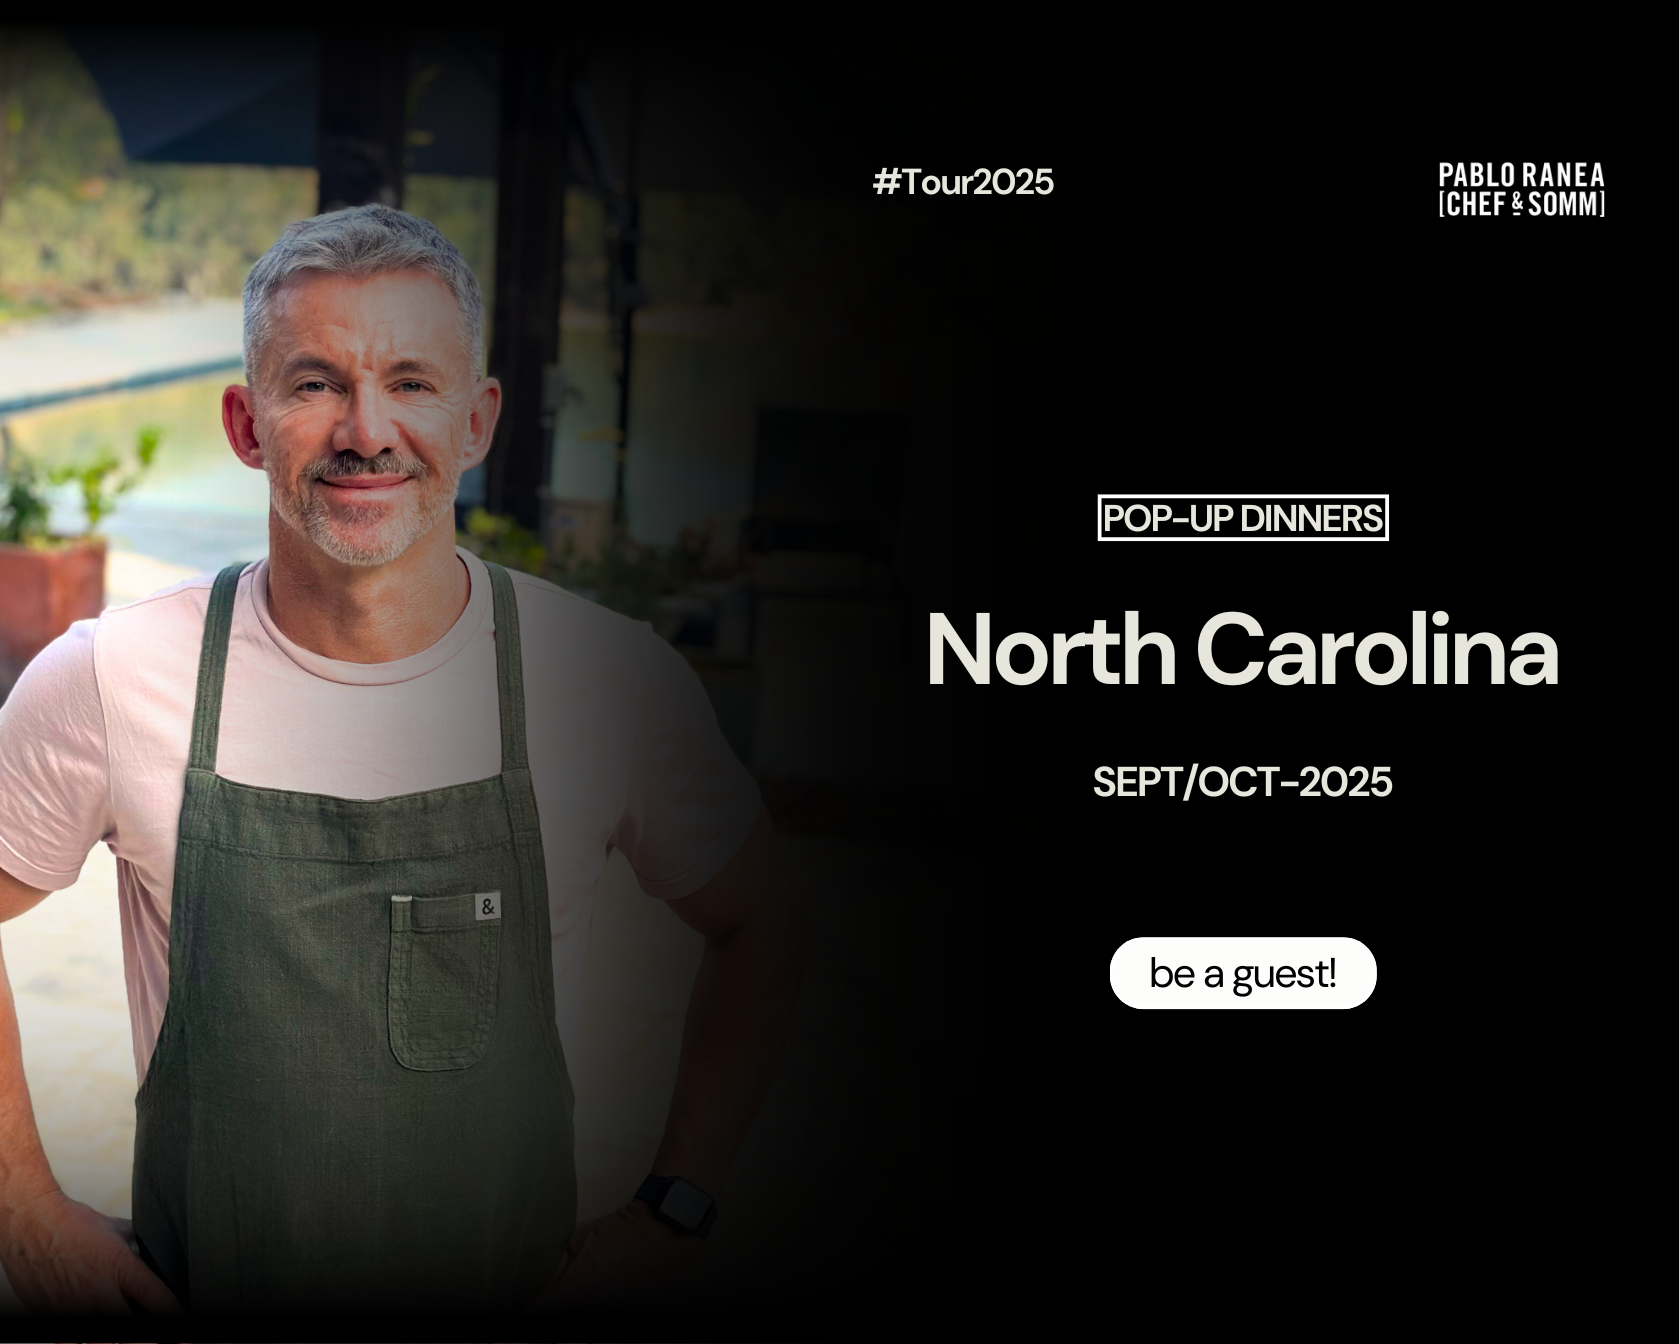 #Tour2025
PABLO RANEA
[CHEF & SOMM]
POP-UP DINNERS
North Carolina
SEPT/OCT-2025
&
be a guest!